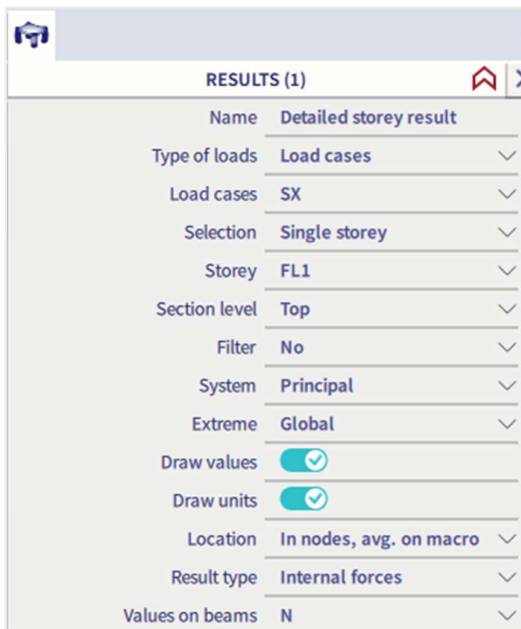 RESULTS (1)
Name Detailed storey result
Type of loads Load cases
Load cases SX
Selection Single storey
Storey FL1
Section level Top
Filter No
System Principal
Extreme Global
Draw values
Draw units
Location In nodes, avg. on macro
Result type Internal forces
Values on beams N